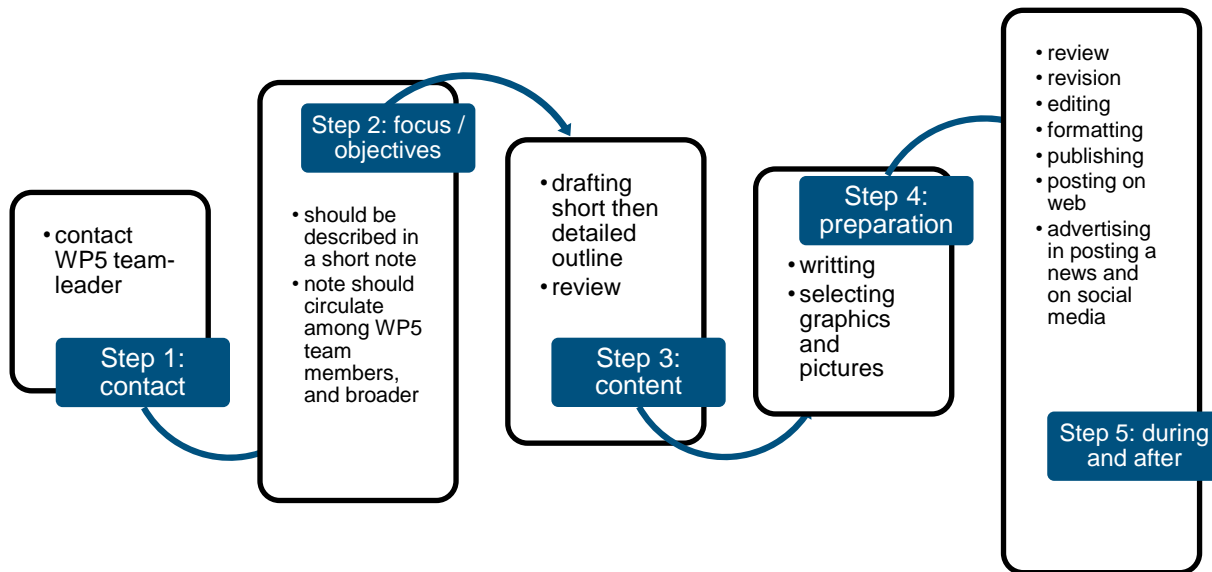 • contact
WP5 team-
leader
Step 1:
contact
Step 2: focus /
objectives
• should be
described in
a short note
• note should
circulate
among WP5
team
members,
and broader
• drafting
short then
detailed
outline
• review
Step 3:
content
Step 4:
preparation
• writting
• selecting
graphics
and
pictures
• review
• revision
• editing
• formatting
• publishing
• posting on
web
• advertising
in posting a
news and
on social
media
Step 5: during
and after